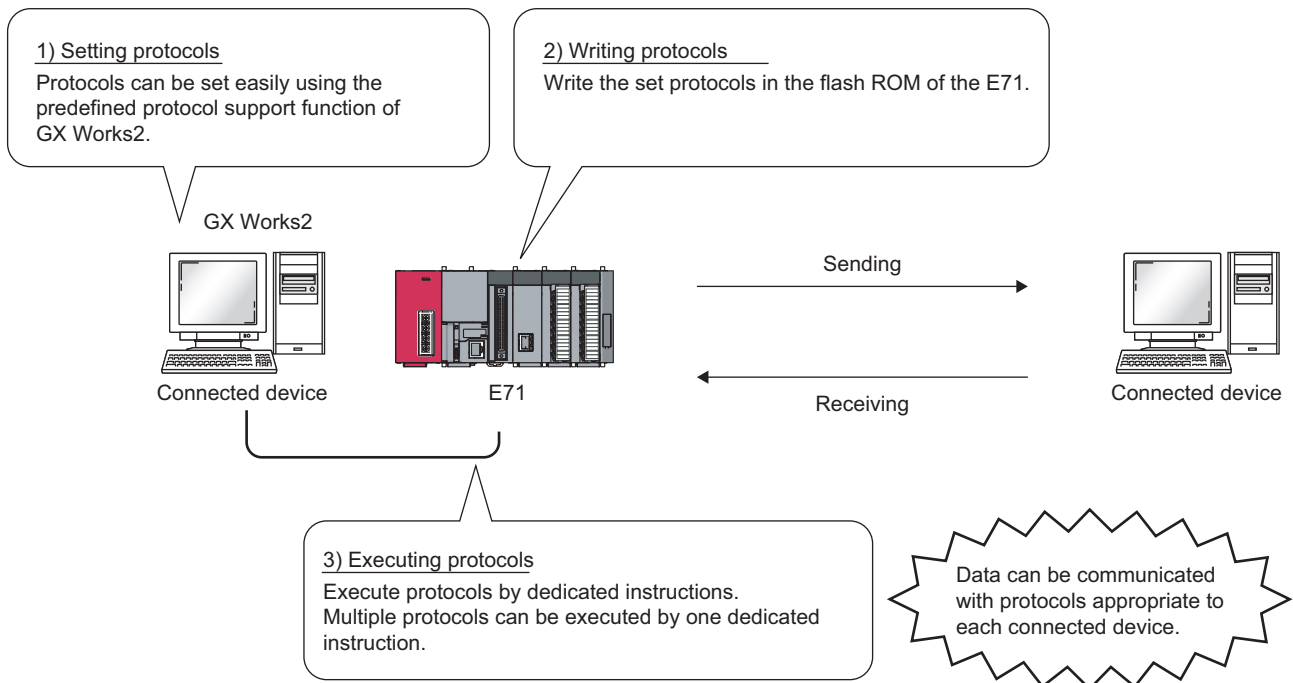 1) Setting protocols
Protocols can be set easily using the
predefined protocol support function of
GX Works2.
2) Writing protocols
Write the set protocols in the flash ROM of the E71.
GX Works2
Connected device
E71
Sending
Receiving
Connected device
3) Executing protocols
Execute protocols by dedicated instructions.
Multiple protocols can be executed by one dedicated
instruction.
Data can be communicated
with protocols appropriate to
each connected device.